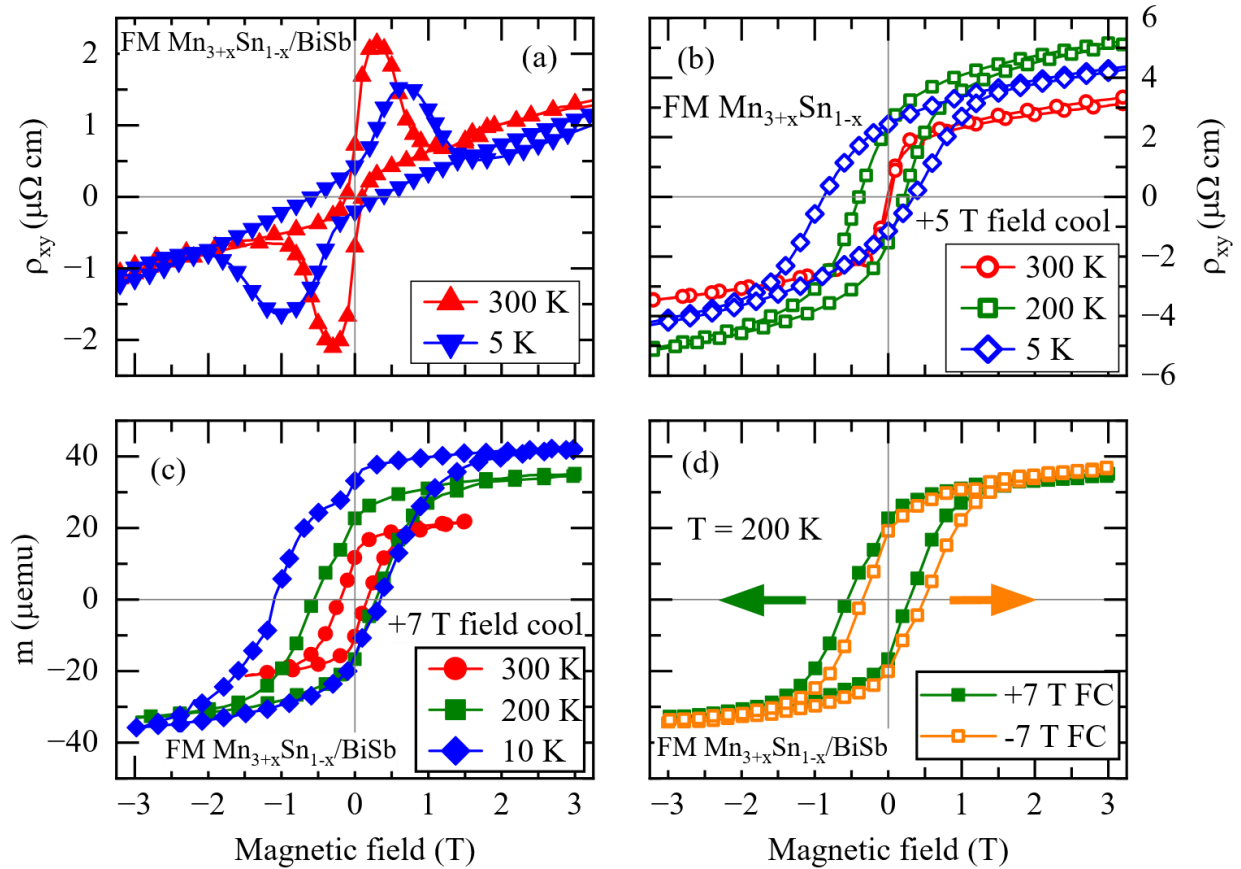 FM Mn3+xSn1-x/BiSb
(a)
2
1
0
−1
−2
ρxy (μΩ cm)
300 K
5 K
(b)
FM Mn3+xSn1-x
+5 T field cool
300 K
200 K
5 K
6
4
2
0
−2
−4
−6
ρxy (μΩ cm)
(c)
40
20
0
−20
−40
m (μemu)
+7 T field cool
300 K
200 K
10 K
FM Mn3+xSn1-x/BiSb
−3 −2 −1 0 1 2 3
Magnetic field (T)
(d)
T = 200 K
+7 T FC
-7 T FC
FM Mn3+xSn1-x/BiSb
−3 −2 −1 0 1 2 3
Magnetic field (T)